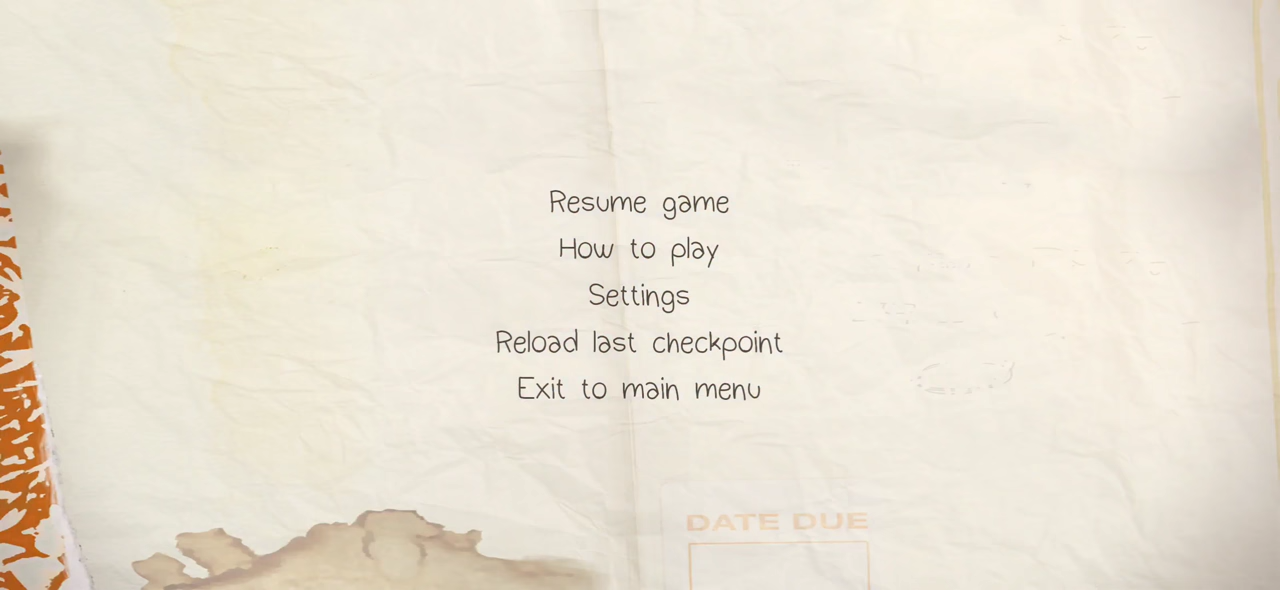 Resume game
How to play
Settings
Reload last checkpoint
Exit to main menu
DATE DUE